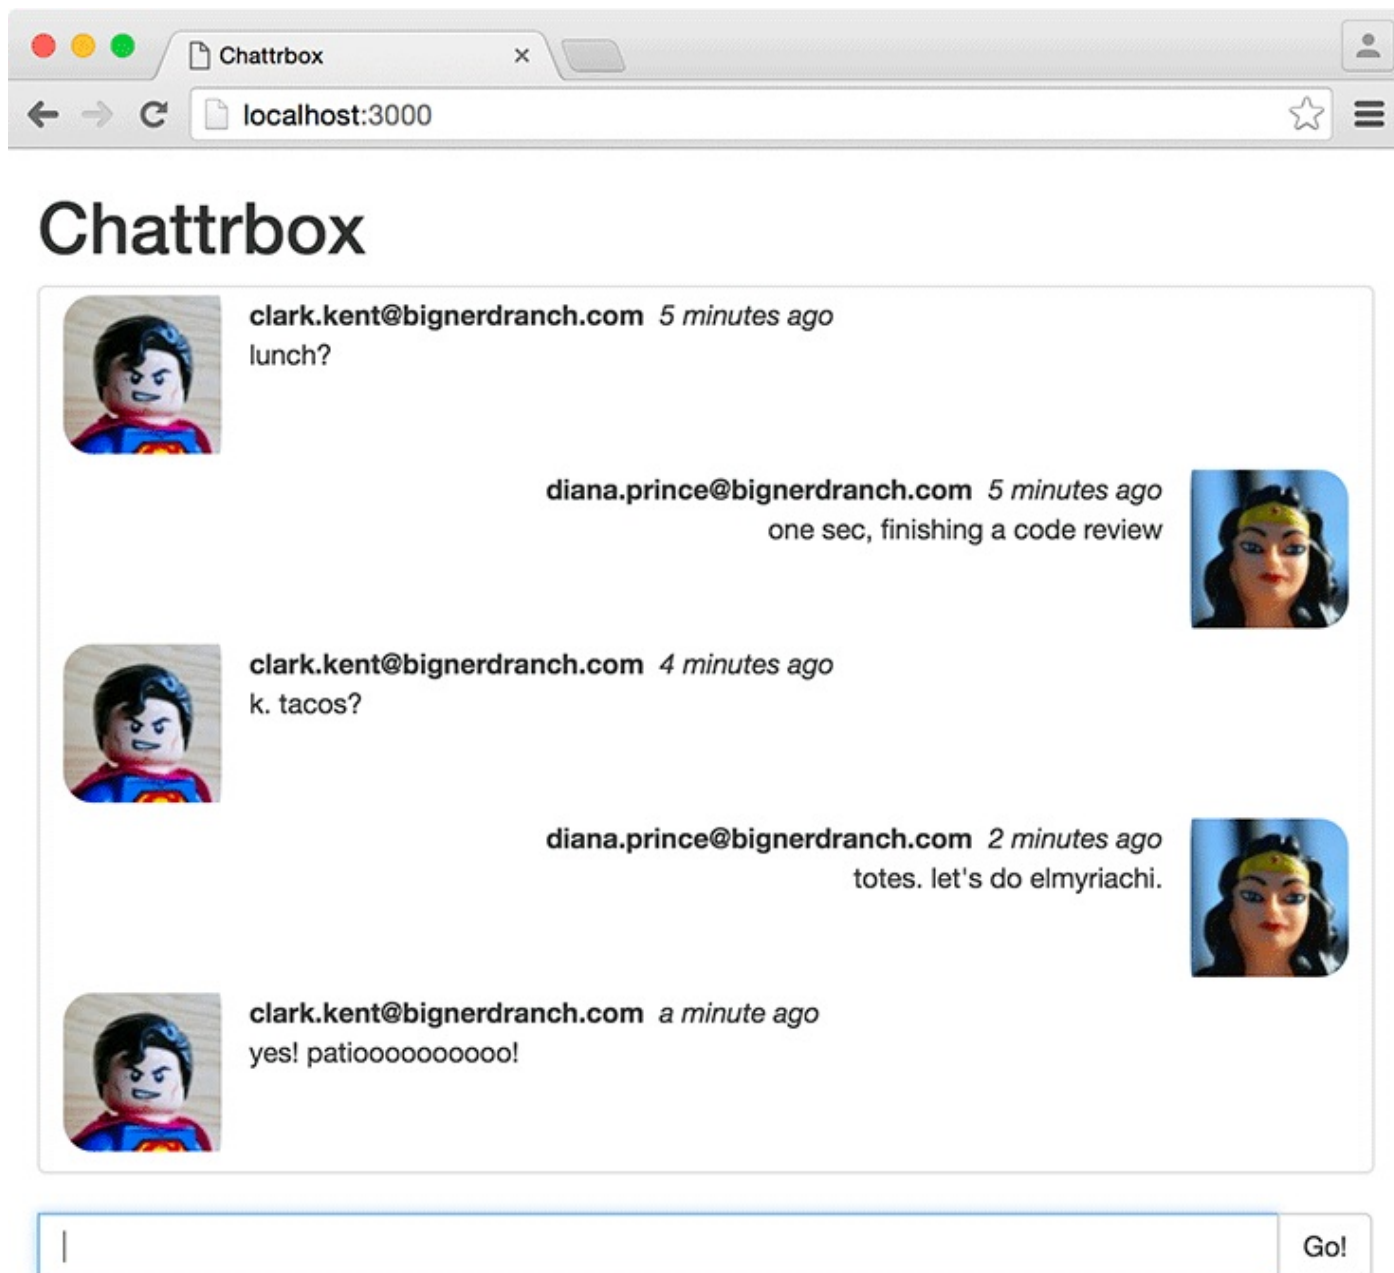 Chattrbox
localhost:3000
Chattrbox
clark.kent@bignerdranch.com 5 minutes ago
lunch?
diana.prince@bignerdranch.com 5 minutes ago
one sec, finishing a code review
clark.kent@bignerdranch.com 4 minutes ago
k. tacos?
diana.prince@bignerdranch.com 2 minutes ago
totes. let's do elmyriachi.
clark.kent@bignerdranch.com a minute ago
yes! patioooooooooo!
Go!